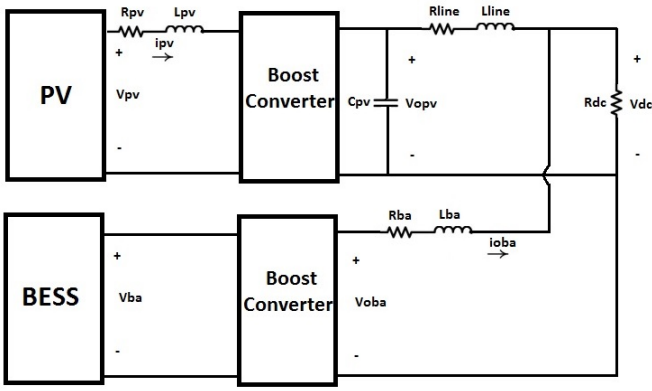 Rpv Lpv
ipv
+
Vpv
-
PV
Boost
Converter
Rline Lline
+
Cpv Vopv
-
+
Rdc Vdc
-
BESS
+
Vba
-
Boost
Converter
Rba Lba
ioba
+
Voba
-